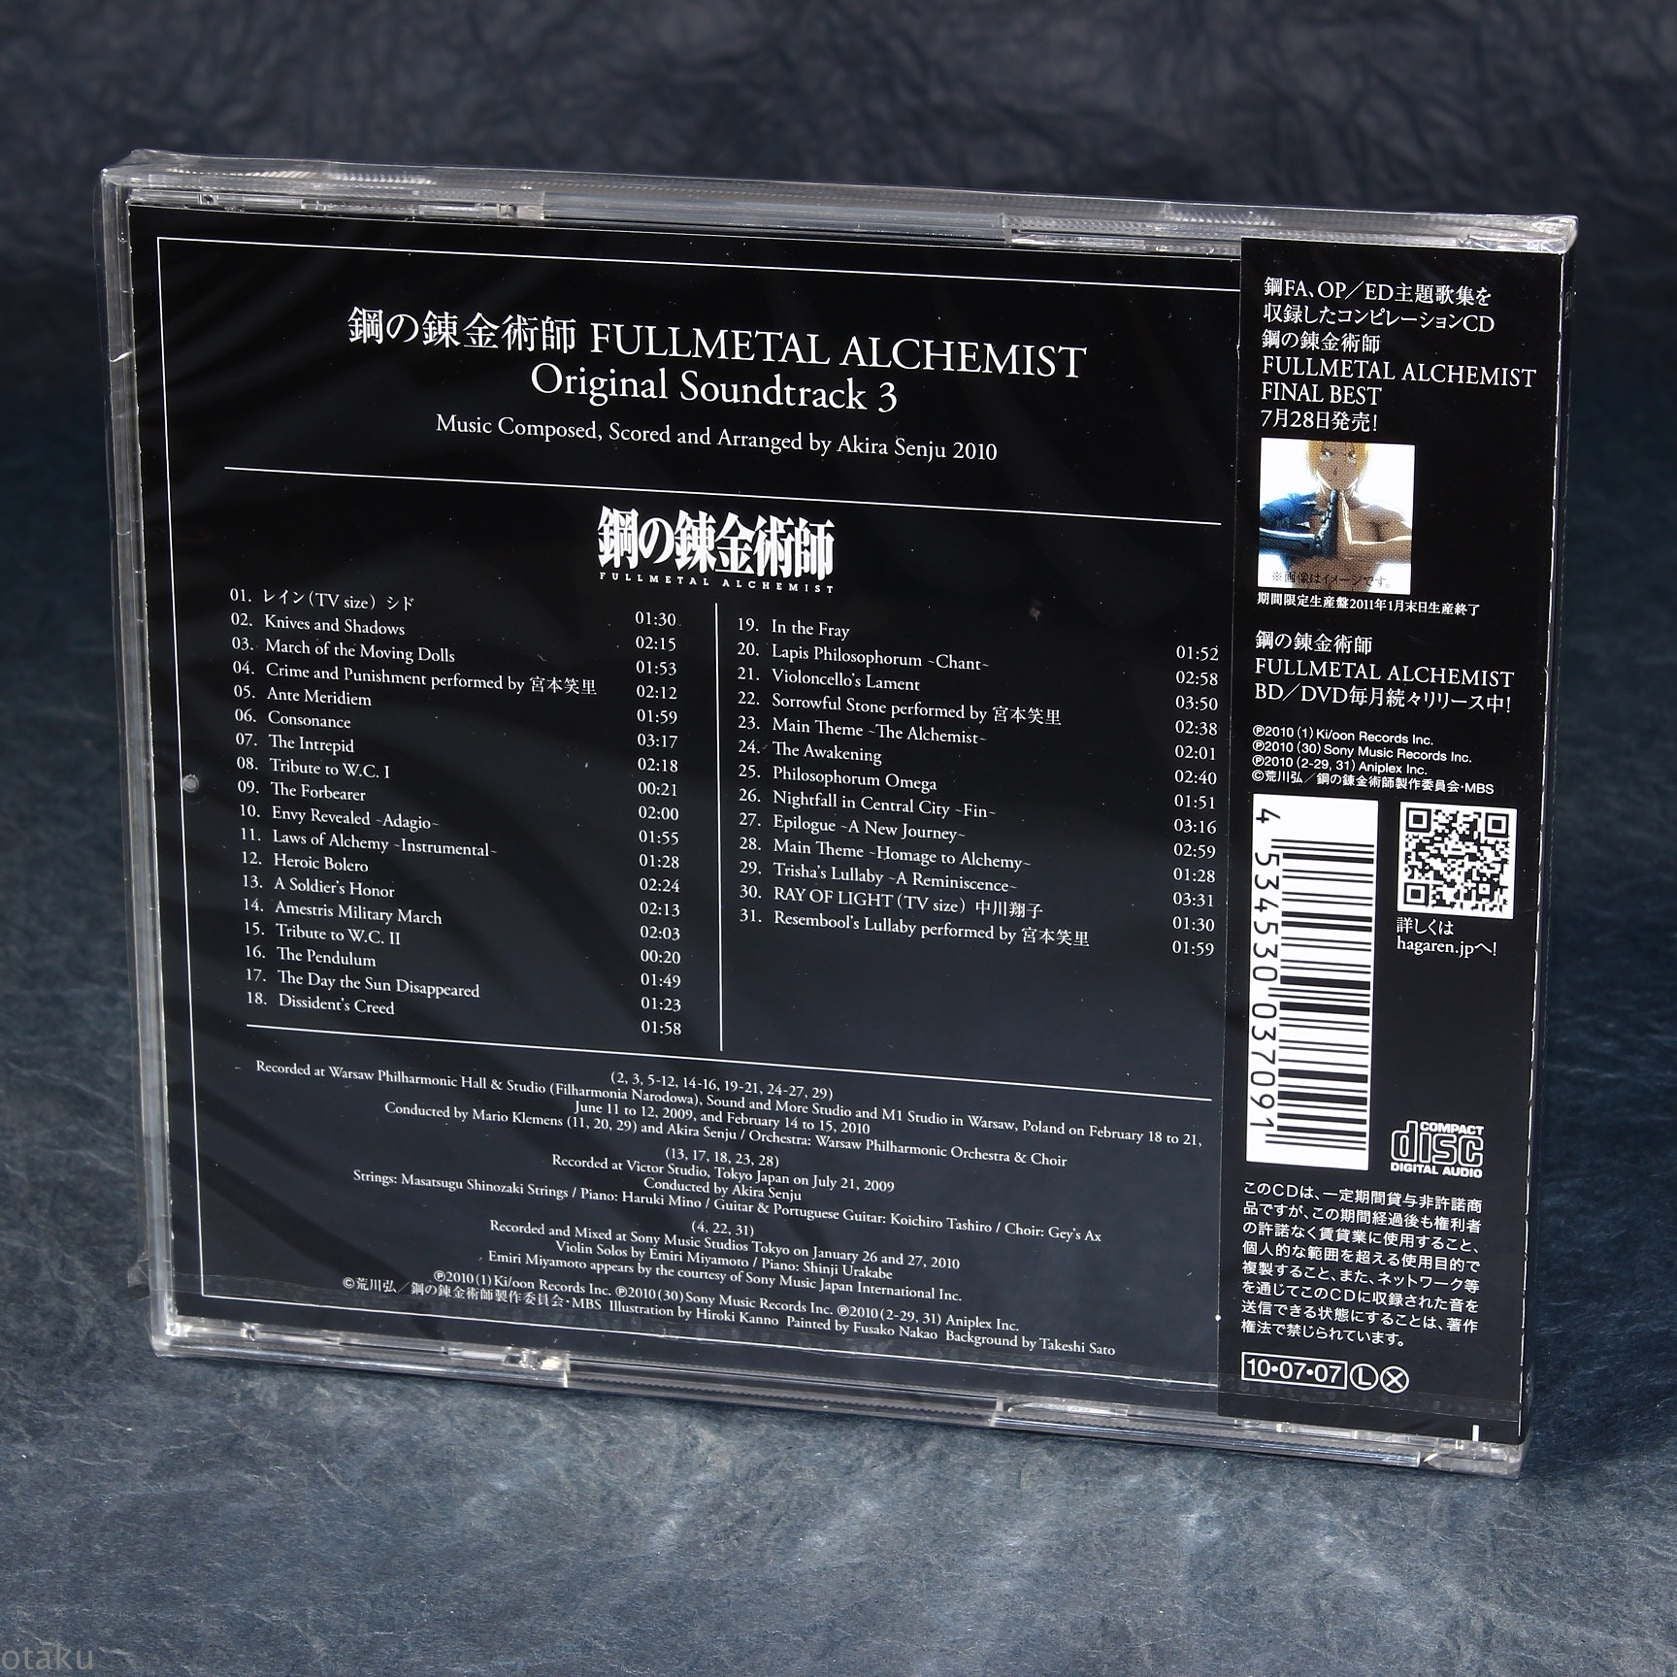 鋼の錬金術師 FULLMETAL ALCHEMIST
Original Soundtrack 3
Music Composed, Scored and Arranged by Akira Senju 2010
鋼の錬金術師
FULLMETAL ALCHEMIST
01. レイン(TV size) シド 01:30
02. Knives and Shadows 02:15
03. March of the Moving Dolls 01:53
04. Crime and Punishment performed by 宮本笑里 02:12
05. Ante Meridiem 01:59
06. Consonance 03:17
07. The Intrepid 02:18
08. Tribute to W.C. I 00:21
09. The Forbearer 02:00
10. Envy Revealed ~Adagio~ 01:55
11. Laws of Alchemy ~Instrumental~ 01:28
12. Heroic Bolero 02:24
13. A Soldier's Honor 02:13
14. Amestris Military March 02:03
15. Tribute to W.C. II 00:20
16. The Pendulum 01:49
17. The Day the Sun Disappeared 01:23
18. Dissident's Creed 01:58
19. In the Fray 01:52
20. Lapis Philosophorum ~Chant~ 02:58
21. Violoncello's Lament 03:50
22. Sorrowful Stone performed by 宮本笑里 02:38
23. Main Theme ~The Alchemist~ 02:01
24. The Awakening 02:40
25. Philosophorum Omega 01:51
26. Nightfall in Central City ~Fin~ 03:16
27. Epilogue ~A New Journey~ 02:59
28. Main Theme ~Homage to Alchemy~ 01:28
29. Trisha's Lullaby ~A Reminiscence~ 03:31
30. RAY OF LIGHT(TV size) 中川翔子 01:30
31. Resembool's Lullaby performed by 宮本笑里 01:59
(2, 3, 5-12, 14-16, 19-21, 24-27, 29)
Recorded at Warsaw Philharmonic Hall & Studio (Filharmonia Narodowa), Sound and More Studio and M1 Studio in Warsaw, Poland on February 18 to 21,
June 11 to 12, 2009, and February 14 to 15, 2010
Conducted by Mario Klemens (11, 20, 29) and Akira Senju / Orchestra: Warsaw Philharmonic Orchestra & Choir
(13, 17, 18, 23, 28)
Recorded at Victor Studio, Tokyo Japan on July 21, 2009
Conducted by Akira Senju
Strings: Masatsugu Shinozaki Strings / Piano: Haruki Mino / Guitar & Portuguese Guitar: Koichiro Tashiro / Choir: Gey's Ax
(4, 22, 31)
Recorded and Mixed at Sony Music Studios Tokyo on January 26 and 27, 2010
Violin Solos by Emiri Miyamoto / Piano: Shinji Urakabe
Emiri Miyamoto appears by the courtesy of Sony Music Japan International Inc.
℗2010(1)Ki/oon Records Inc. ℗2010(30)Sony Music Records Inc. ℗2010(2-29, 31) Aniplex Inc.
©荒川弘／鋼の錬金術師製作委員会・MBS Illustration by Hiroki Kanno Painted by Fusako Nakao Background by Takeshi Sato
鋼FA、OP／ED主題歌集を
収録したコンピレーションCD
鋼の錬金術師
FULLMETAL ALCHEMIST
FINAL BEST
7月28日発売!
※画像はイメージです。
期間限定生産盤2011年1月末日生産終了
鋼の錬金術師
FULLMETAL ALCHEMIST
BD／DVD毎月続々リリース中!
℗2010(1) Ki/oon Records Inc.
℗2010(30) Sony Music Records Inc.
℗2010(2-29, 31) Aniplex Inc.
©荒川弘／鋼の錬金術師製作委員会・MBS
4 534530 037091
詳しくは
hagaren.jpへ!
COMPACT
disc
DIGITAL AUDIO
このCDは、一定期間貸与非許諾商
品ですが、この期間経過後も権利者
の許諾なく賃貸業に使用すること、
個人的な範囲を超える使用目的で
複製すること、また、ネットワーク等
を通じてこのCDに収録された音を
送信できる状態にすることは、著作
権法で禁じられています。
10•07•07 Ⓛ Ⓧ
otaku